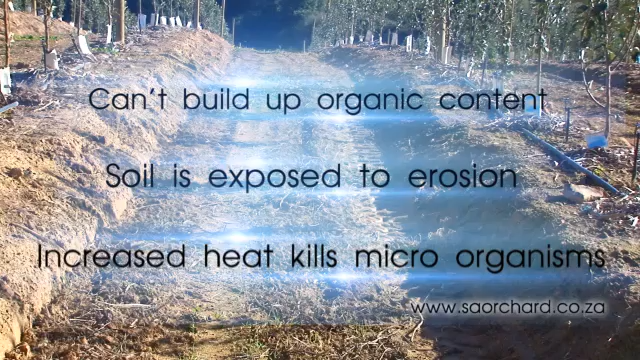 Can't build up organic content
Soil is exposed to erosion
Increased heat kills micro organisms
www.saorchard.co.za